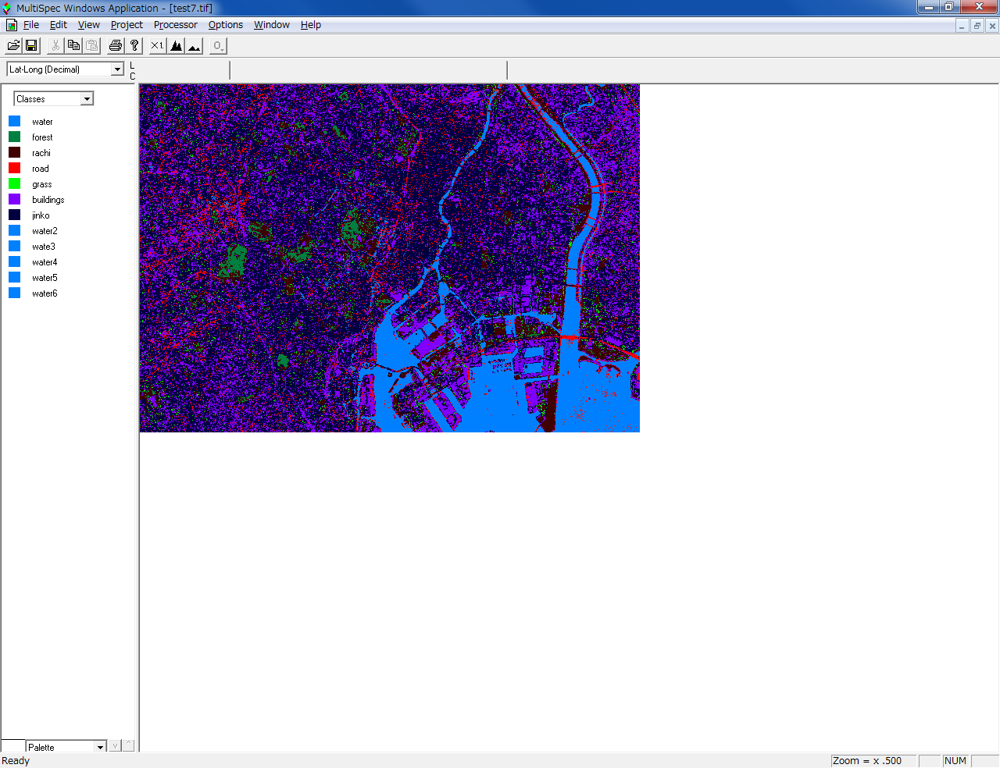 MultiSpec Windows Application - [test7.tif]
File Edit View Project Processor Options Window Help
X1
Lat-Long (Decimal)
Classes
water
forest
rachi
road
grass
buildings
jinko
water2
wate3
water4
water5
water6
Palette
Ready Zoom = x .500 NUM